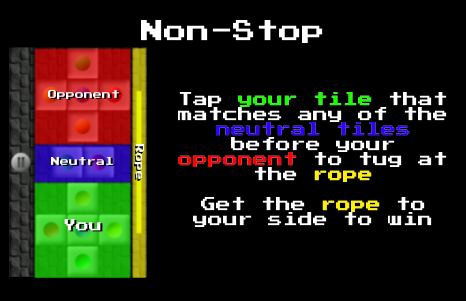 Non-Stop
Opponent
Neutral
You
Rope
Tap your tile that
matches any of the
neutral tiles
before your
opponent to tug at
the rope
Get the rope to
your side to win